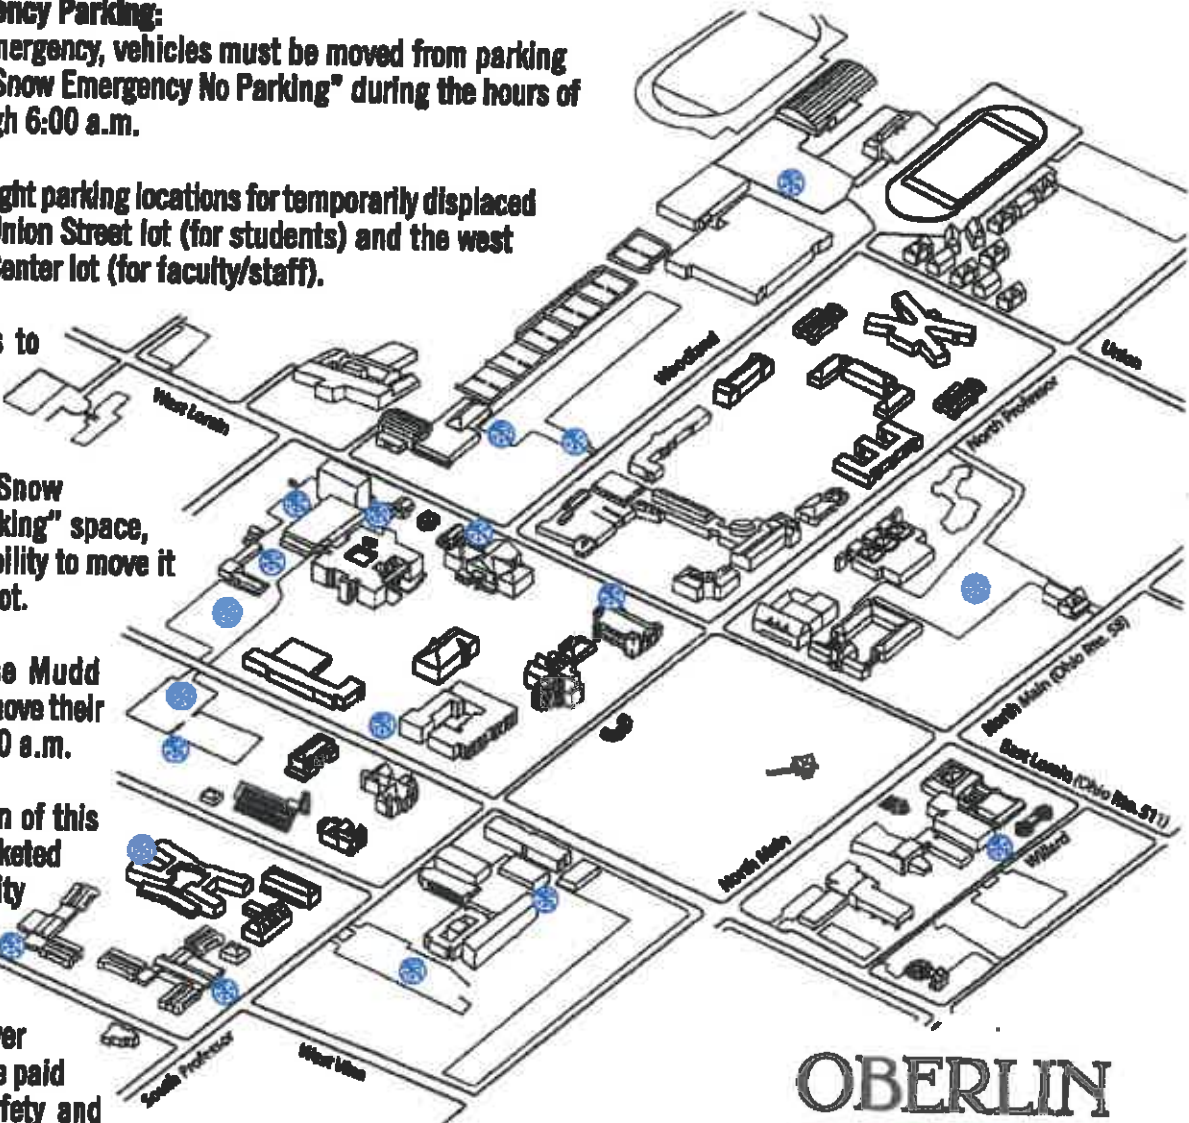 ency Parking:
nergency, vehicles must be moved from parking
Snow Emergency No Parking" during the hours of
gh 6:00 a.m.
ght parking locations for temporarily displaced
Union Street lot (for students) and the west
Center lot (for faculty/staff).
s to
Snow
king" space,
bility to move it
ot.
se Mudd
nove their
0 a.m.
n of this
keted
ity
ver
e paid
fety and
West Lorain
Woodland
Union
North Professor
North Main (Ohio Rte. 58)
East Lorain (Ohio Rte. 511)
Willard
North Main
West Vine
South Professor
OBERLIN